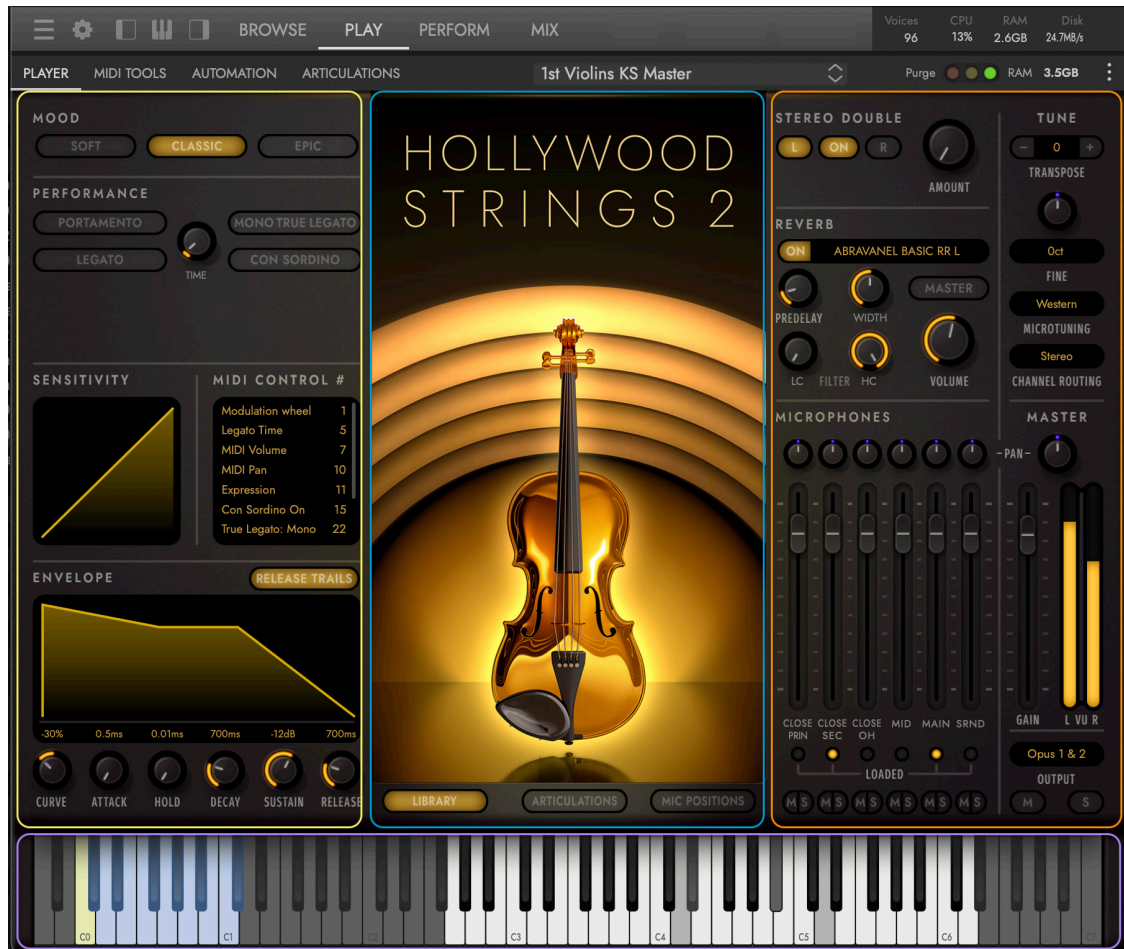 BROWSE PLAY PERFORM MIX
Voices CPU RAM Disk
96 13% 2.6GB 24.7MB/s
PLAYER MIDI TOOLS AUTOMATION ARTICULATIONS 1st Violins KS Master Purge RAM 3.5GB
MOOD
SOFT CLASSIC EPIC
PERFORMANCE
PORTAMENTO MONO TRUE LEGATO
LEGATO CON SORDINO
TIME
SENSITIVITY MIDI CONTROL #
Modulation wheel 1
Legato Time 5
MIDI Volume 7
MIDI Pan 10
Expression 11
Con Sordino On 15
True Legato: Mono 22
ENVELOPE RELEASE TRAILS
-30% 0.5ms 0.01ms 700ms -12dB 700ms
CURVE ATTACK HOLD DECAY SUSTAIN RELEASE
HOLLYWOOD
STRINGS 2
LIBRARY ARTICULATIONS MIC POSITIONS
STEREO DOUBLE
L ON R
AMOUNT
REVERB
ON ABRAVANEL BASIC RR L
MASTER
PREDELAY WIDTH
LC FILTER HC VOLUME
MICROPHONES
CLOSE PRIN CLOSE SEC CLOSE OH MID MAIN SRND
LOADED
M S M S M S M S M S M S
TUNE
- 0 +
TRANSPOSE
0ct
FINE
Western
MICROTUNING
Stereo
CHANNEL ROUTING
MASTER
-PAN-
GAIN L VU R
Opus 1 & 2
OUTPUT
M S
C0 C1 C2 C3 C4 C5 C6 C7